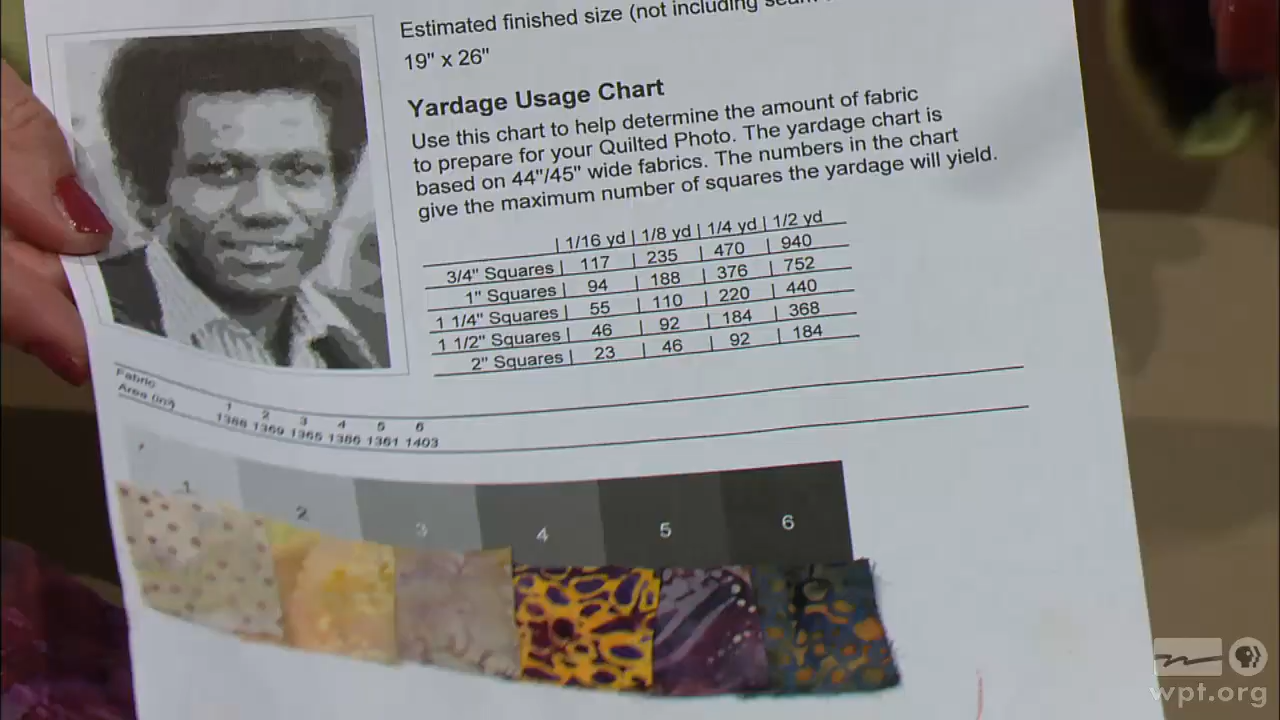 Estimated finished size (not including seam
19" x 26"
Yardage Usage Chart
Use this chart to help determine the amount of fabric
to prepare for your Quilted Photo. The yardage chart is
based on 44"/45" wide fabrics. The numbers in the chart
give the maximum number of squares the yardage will yield.
| 1/16 yd | 1/8 yd | 1/4 yd | 1/2 yd
3/4" Squares | 117 | 235 | 470 | 940
1" Squares | 94 | 188 | 376 | 752
1 1/4" Squares | 55 | 110 | 220 | 440
1 1/2" Squares | 46 | 92 | 184 | 368
2" Squares | 23 | 46 | 92 | 184
Fabric 1 2 3 4 5 6
Area (in²) 1369 1365 1386 1361 1403
1 2 3 4 5 6
wpt.org